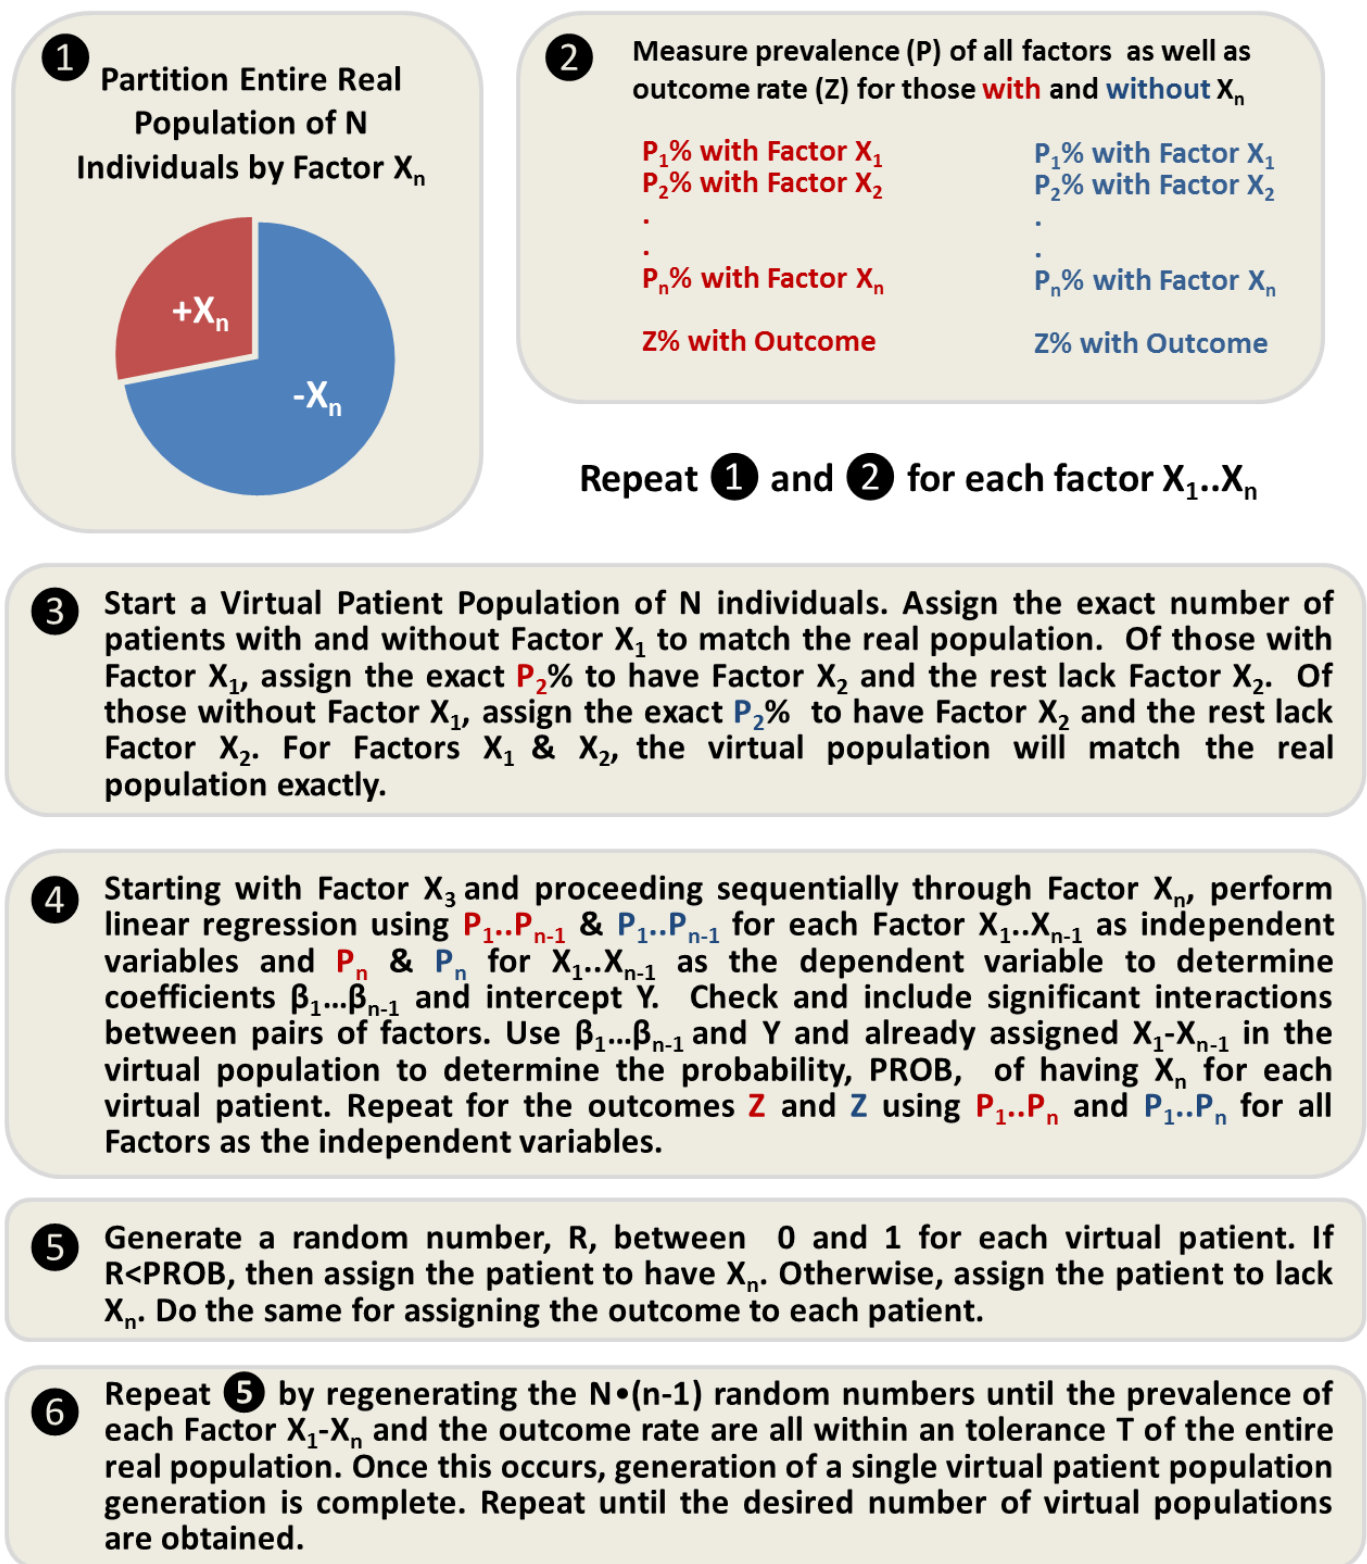 ❶
Partition Entire Real
Population of N
Individuals by Factor Xₙ
+Xₙ
-Xₙ
❷ Measure prevalence (P) of all factors as well as
outcome rate (Z) for those with and without Xₙ
P₁% with Factor X₁
P₂% with Factor X₂
.
.
Pₙ% with Factor Xₙ
Z% with Outcome
P₁% with Factor X₁
P₂% with Factor X₂
.
.
Pₙ% with Factor Xₙ
Z% with Outcome
Repeat ❶ and ❷ for each factor X₁..Xₙ
❸ Start a Virtual Patient Population of N individuals. Assign the exact number of
patients with and without Factor X₁ to match the real population. Of those with
Factor X₁, assign the exact P₂% to have Factor X₂ and the rest lack Factor X₂. Of
those without Factor X₁, assign the exact P₂% to have Factor X₂ and the rest lack
Factor X₂. For Factors X₁ & X₂, the virtual population will match the real
population exactly.
❹ Starting with Factor X₃ and proceeding sequentially through Factor Xₙ, perform
linear regression using P₁..Pₙ₋₁ & P₁..Pₙ₋₁ for each Factor X₁..Xₙ₋₁ as independent
variables and Pₙ & Pₙ for X₁..Xₙ₋₁ as the dependent variable to determine
coefficients β₁...βₙ₋₁ and intercept Y. Check and include significant interactions
between pairs of factors. Use β₁...βₙ₋₁ and Y and already assigned X₁-Xₙ₋₁ in the
virtual population to determine the probability, PROB, of having Xₙ for each
virtual patient. Repeat for the outcomes Z and Z using P₁..Pₙ and P₁..Pₙ for all
Factors as the independent variables.
❺ Generate a random number, R, between 0 and 1 for each virtual patient. If
R<PROB, then assign the patient to have Xₙ. Otherwise, assign the patient to lack
Xₙ. Do the same for assigning the outcome to each patient.
❻ Repeat ❺ by regenerating the N•(n-1) random numbers until the prevalence of
each Factor X₁-Xₙ and the outcome rate are all within an tolerance T of the entire
real population. Once this occurs, generation of a single virtual patient population
generation is complete. Repeat until the desired number of virtual populations
are obtained.